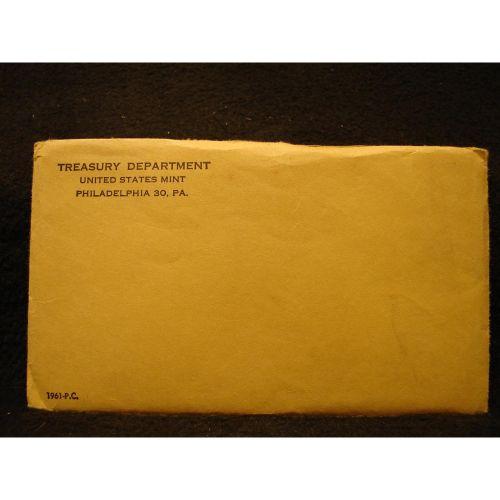 TREASURY DEPARTMENT
UNITED STATES MINT
PHILADELPHIA 30, PA.
1961-P.C.